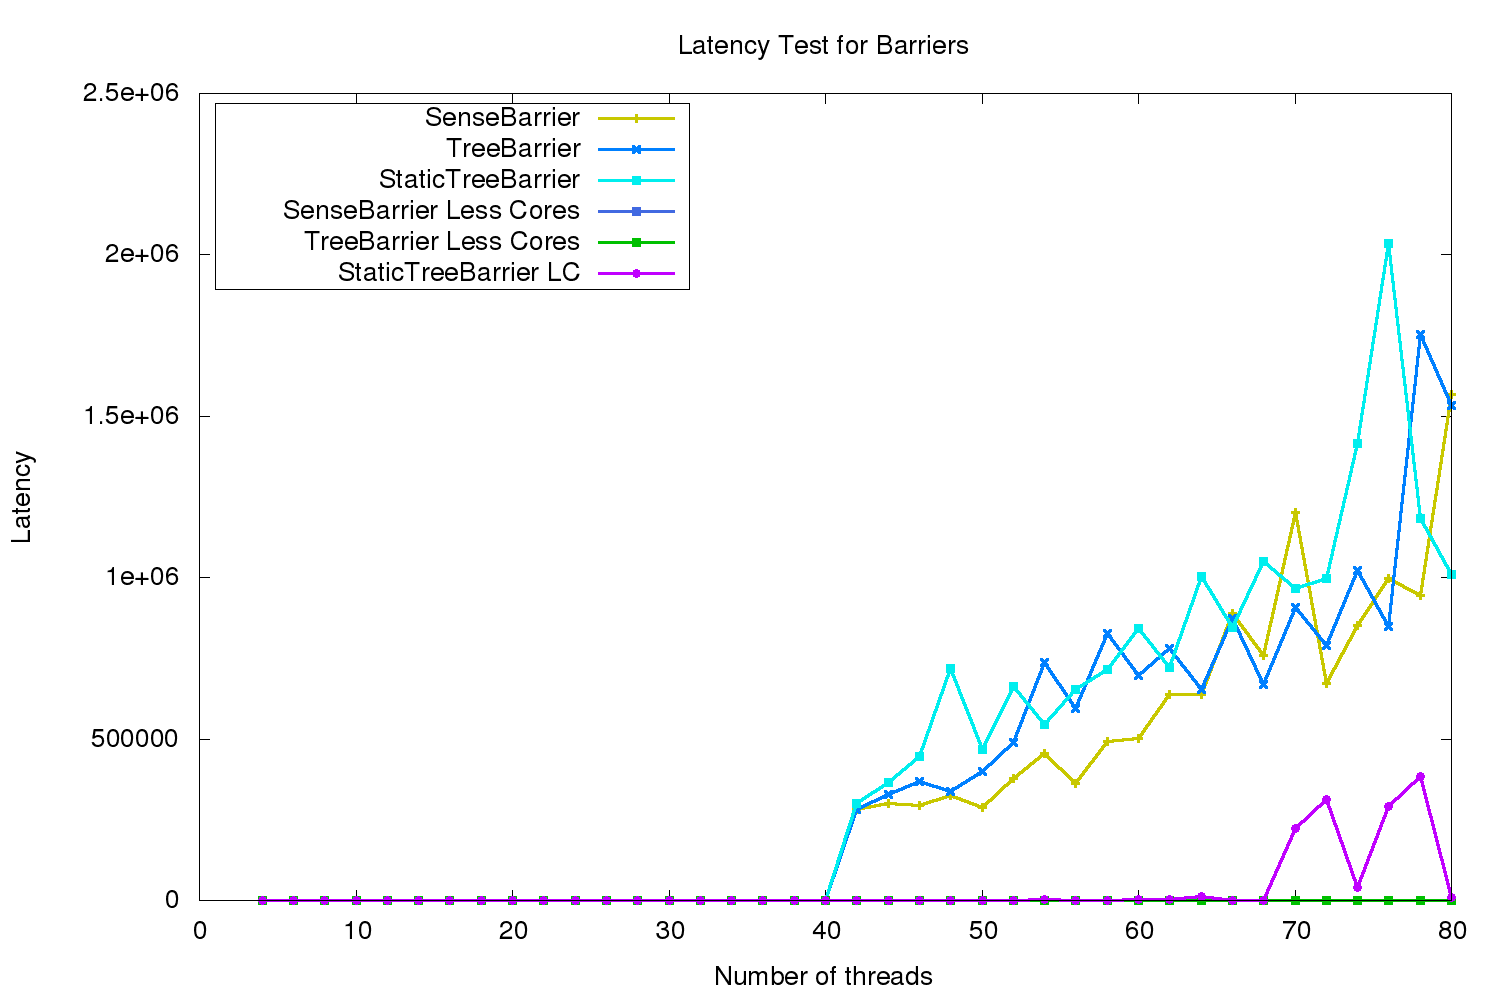 Latency Test for Barriers
2.5e+06
2e+06
1.5e+06
1e+06
500000
0
SenseBarrier
TreeBarrier
StaticTreeBarrier
SenseBarrier Less Cores
TreeBarrier Less Cores
StaticTreeBarrier LC
Latency
0 10 20 30 40 50 60 70 80
Number of threads